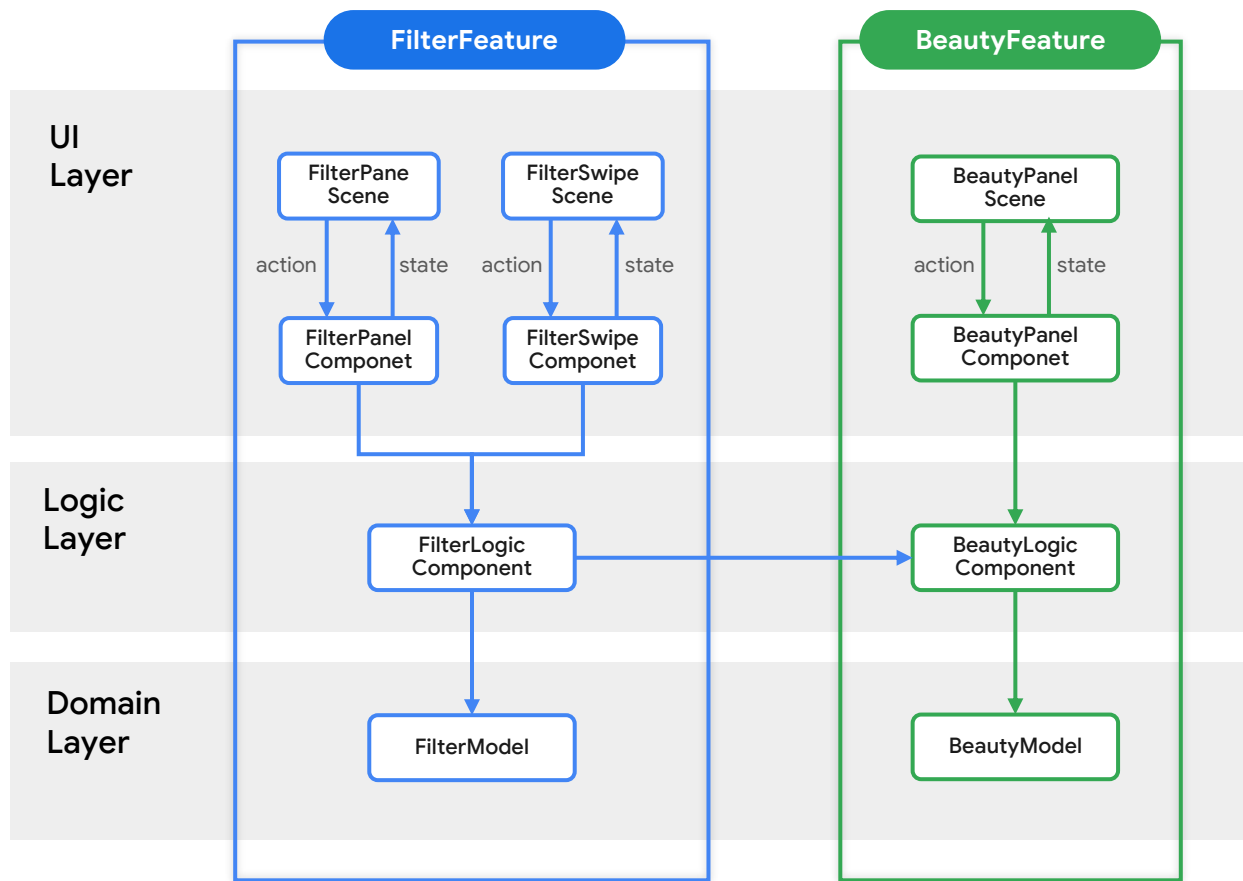 FilterFeature
BeautyFeature
UI
Layer
FilterPane
Scene
FilterSwipe
Scene
BeautyPanel
Scene
action
state
action
state
action
state
FilterPanel
Componet
FilterSwipe
Componet
BeautyPanel
Componet
Logic
Layer
FilterLogic
Component
BeautyLogic
Component
Domain
Layer
FilterModel
BeautyModel